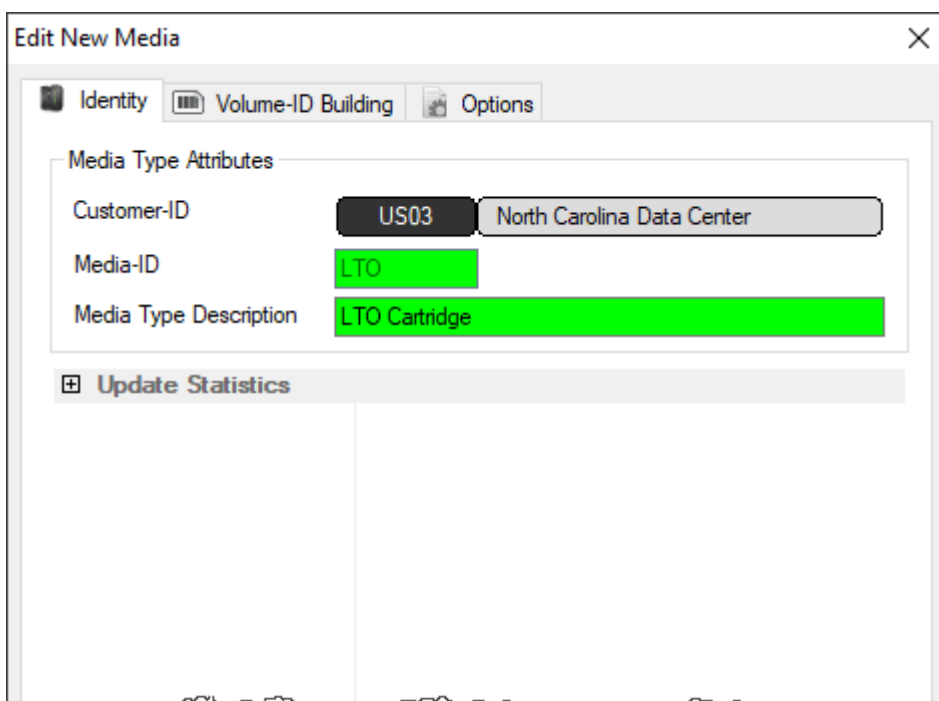 Edit New Media
Identity Volume-ID Building Options
Media Type Attributes
Customer-ID US03 North Carolina Data Center
Media-ID LTO
Media Type Description LTO Cartridge
Update Statistics